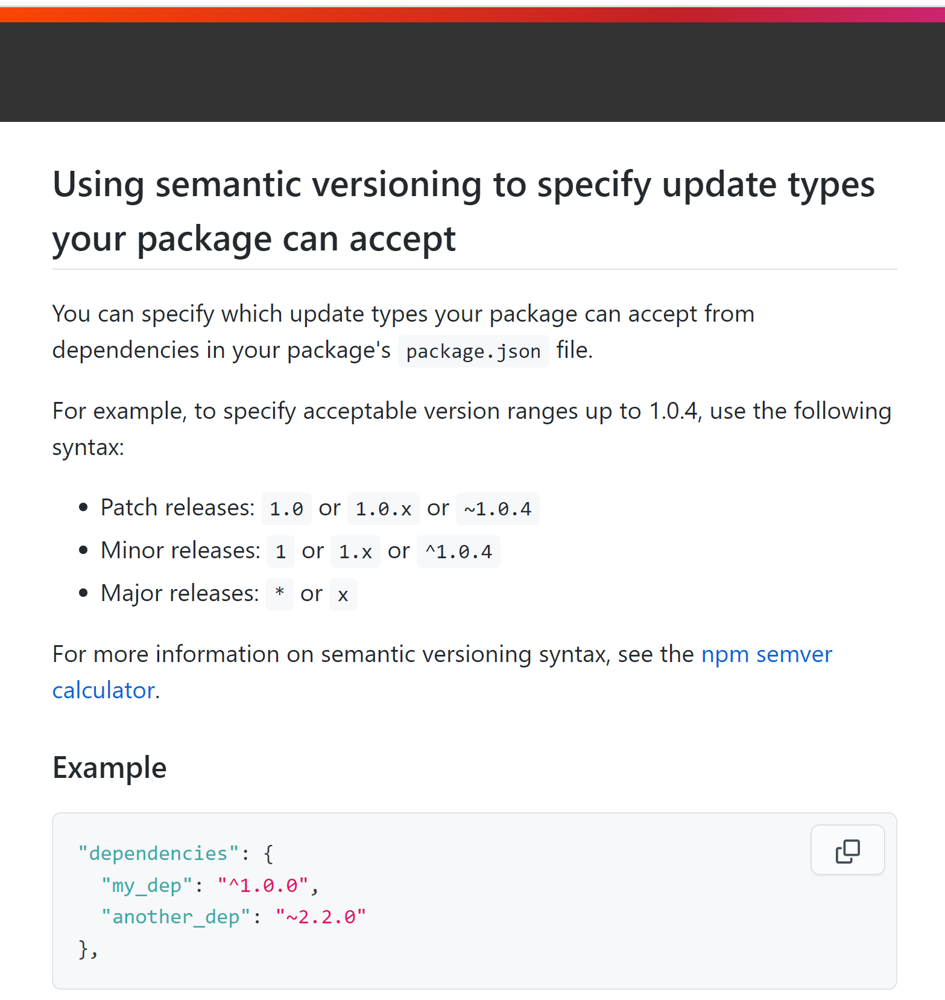 Using semantic versioning to specify update types
your package can accept
You can specify which update types your package can accept from
dependencies in your package's package.json file.
For example, to specify acceptable version ranges up to 1.0.4, use the following
syntax:
• Patch releases: 1.0 or 1.0.x or ~1.0.4
• Minor releases: 1 or 1.x or ^1.0.4
• Major releases: * or x
For more information on semantic versioning syntax, see the npm semver
calculator.
Example
"dependencies": {
  "my_dep": "^1.0.0",
  "another_dep": "~2.2.0"
},